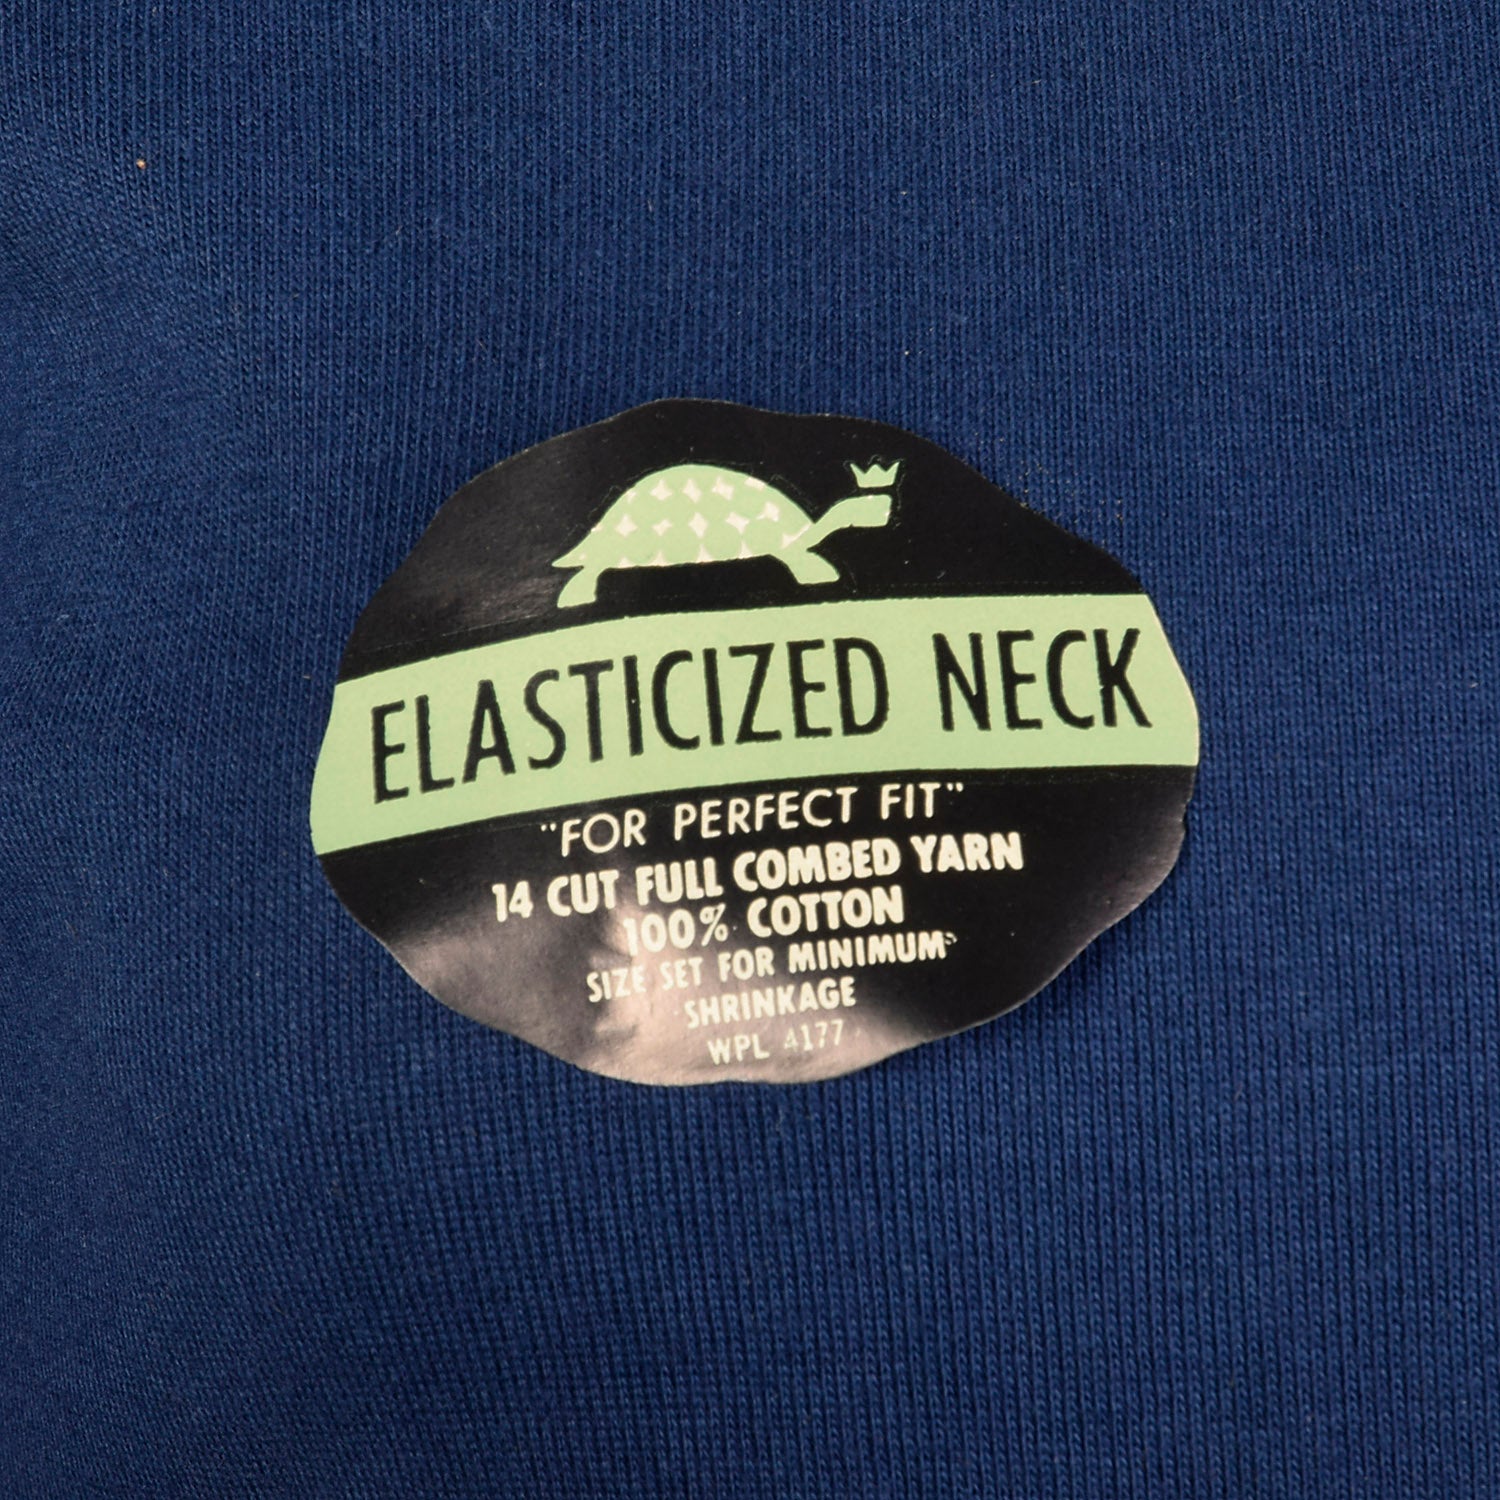 ELASTICIZED NECK
"FOR PERFECT FIT"
14 CUT FULL COMBED YARN
100% COTTON
SIZE SET FOR MINIMUM
SHRINKAGE
WPL 4177